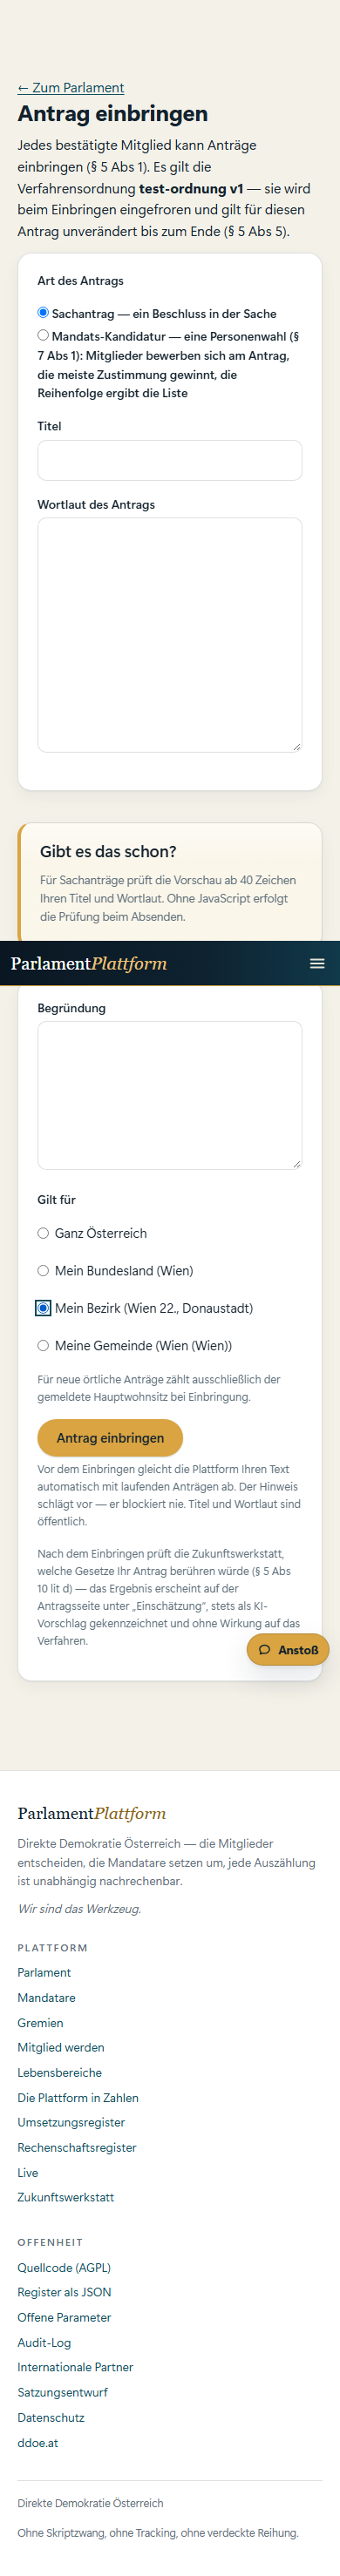 ← Zum Parlament
Antrag einbringen
Jedes bestätigte Mitglied kann Anträge
einbringen (§ 5 Abs 1). Es gilt die
Verfahrensordnung test-ordnung v1 — sie wird
beim Einbringen eingefroren und gilt für diesen
Antrag unverändert bis zum Ende (§ 5 Abs 5).
Art des Antrags
Sachantrag — ein Beschluss in der Sache
Mandats-Kandidatur — eine Personenwahl (§
7 Abs 1): Mitglieder bewerben sich am Antrag,
die meiste Zustimmung gewinnt, die
Reihenfolge ergibt die Liste
Titel
Wortlaut des Antrags
Gibt es das schon?
Für Sachanträge prüft die Vorschau ab 40 Zeichen
Ihren Titel und Wortlaut. Ohne JavaScript erfolgt
die Prüfung beim Absenden.
ParlamentPlattform
Begründung
Gilt für
Ganz Österreich
Mein Bundesland (Wien)
Mein Bezirk (Wien 22., Donaustadt)
Meine Gemeinde (Wien (Wien))
Für neue örtliche Anträge zählt ausschließlich der
gemeldete Hauptwohnsitz bei Einbringung.
Antrag einbringen
Vor dem Einbringen gleicht die Plattform Ihren Text
automatisch mit laufenden Anträgen ab. Der Hinweis
schlägt vor — er blockiert nie. Titel und Wortlaut sind
öffentlich.
Nach dem Einbringen prüft die Zukunftswerkstatt,
welche Gesetze Ihr Antrag berühren würde (§ 5 Abs
10 lit d) — das Ergebnis erscheint auf der
Antragsseite unter „Einschätzung“, stets als KI-
Vorschlag gekennzeichnet und ohne Wirkung auf das
Verfahren.
Anstoß
ParlamentPlattform
Direkte Demokratie Österreich — die Mitglieder
entscheiden, die Mandatare setzen um, jede Auszählung
ist unabhängig nachrechenbar.
Wir sind das Werkzeug.
PLATTFORM
Parlament
Mandatare
Gremien
Mitglied werden
Lebensbereiche
Die Plattform in Zahlen
Umsetzungsregister
Rechenschaftsregister
Live
Zukunftswerkstatt
OFFENHEIT
Quellcode (AGPL)
Register als JSON
Offene Parameter
Audit-Log
Internationale Partner
Satzungsentwurf
Datenschutz
ddoe.at
Direkte Demokratie Österreich
Ohne Skriptzwang, ohne Tracking, ohne verdeckte Reihung.